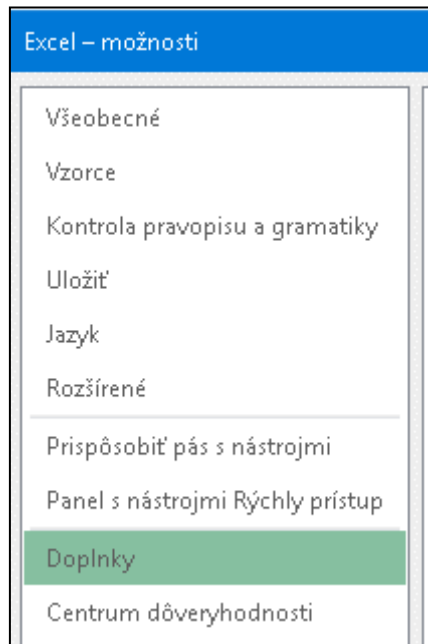 Excel – možnosti
Všeobecné
Vzorce
Kontrola pravopisu a gramatiky
Uložiť
Jazyk
Rozšírené
Prispôsobiť pás s nástrojmi
Panel s nástrojmi Rýchly prístup
Doplnky
Centrum dôveryhodnosti